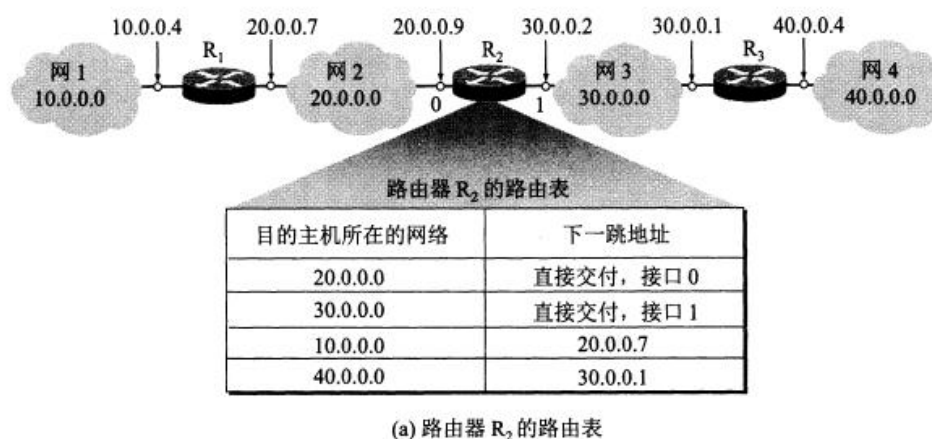 10.0.0.4
R1
20.0.0.7
20.0.0.9
R2
30.0.0.2
30.0.0.1
R3
40.0.0.4
网 1
10.0.0.0
网 2
20.0.0.0
0
1
网 3
30.0.0.0
网 4
40.0.0.0
路由器 R2 的路由表
目的主机所在的网络 下一跳地址
20.0.0.0 直接交付，接口 0
30.0.0.0 直接交付，接口 1
10.0.0.0 20.0.0.7
40.0.0.0 30.0.0.1
(a) 路由器 R2 的路由表